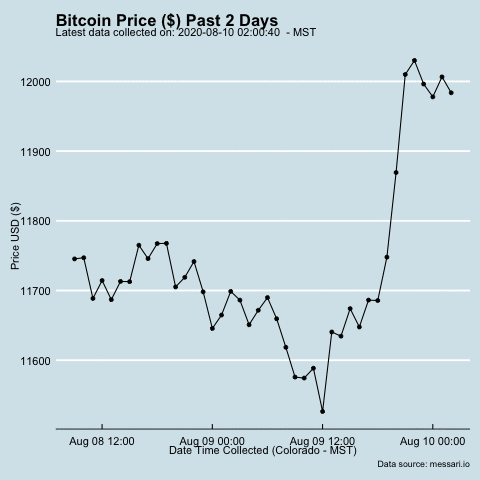 Bitcoin Price ($) Past 2 Days
Latest data collected on: 2020-08-10 02:00:40  - MST
12000
11900
11800
11700
11600
Price USD ($)
Aug 08 12:00
Aug 09 00:00
Aug 09 12:00
Aug 10 00:00
Date Time Collected (Colorado - MST)
Data source: messari.io